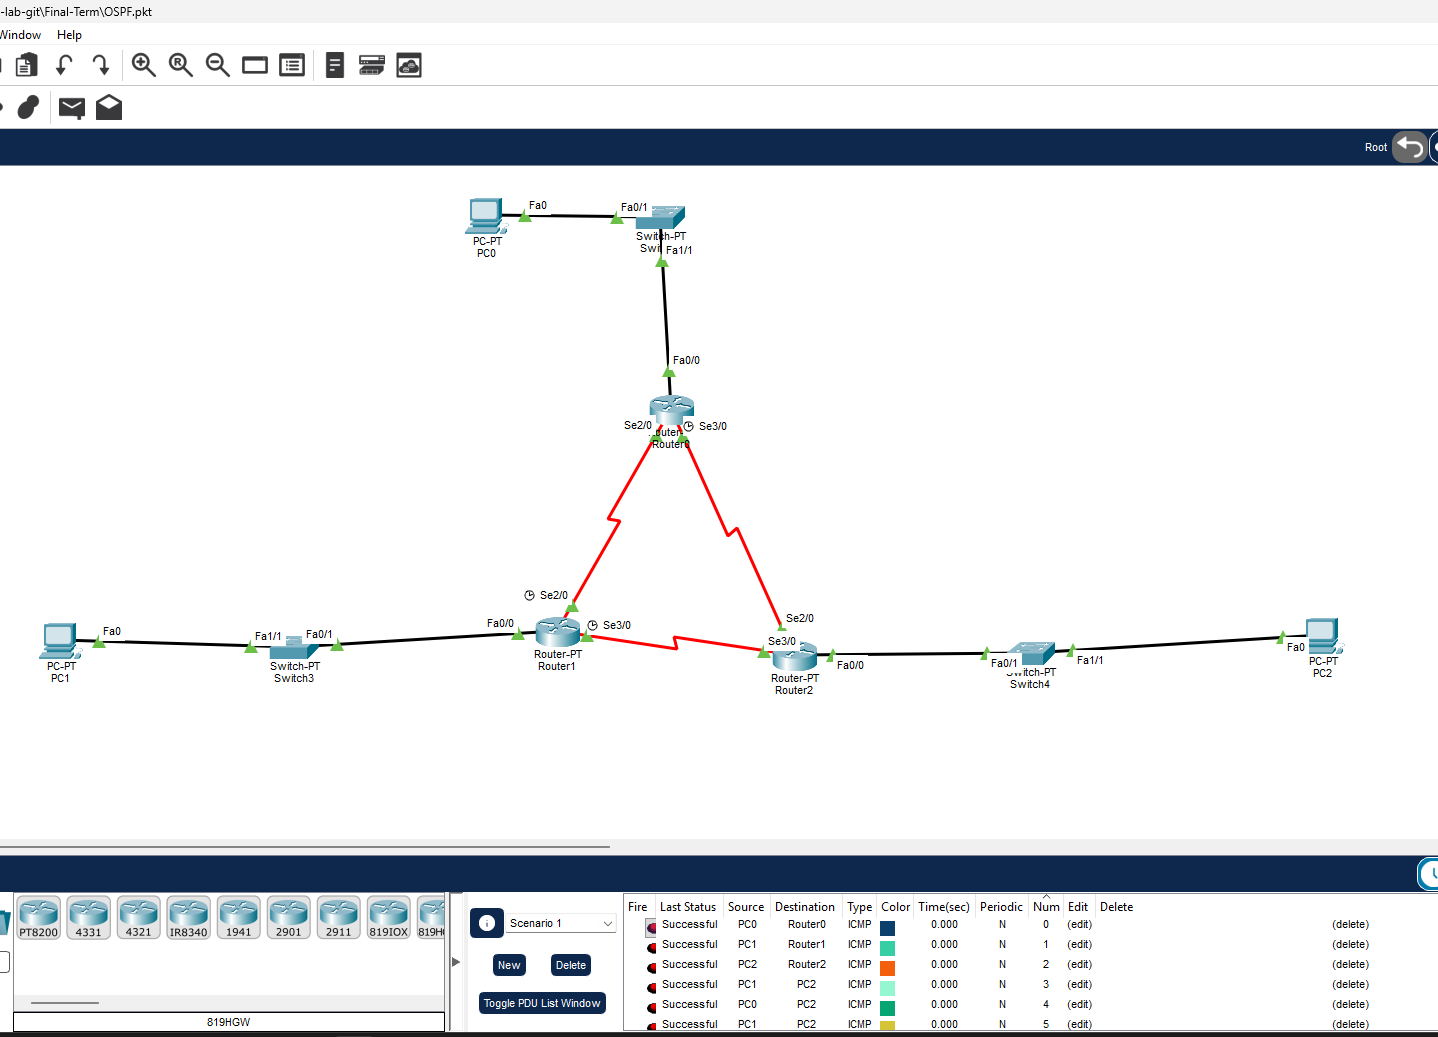 -lab-git\Final-Term\OSPF.pkt
Window Help
Root
Fa0
Fa0/1
PC-PT
PC0
Switch-PT
Swit
Fa1/1
Fa0/0
Se2/0
Se3/0
Router0
Se2/0
Fa0/0
Se3/0
Router-PT
Router1
Fa0
PC-PT
PC1
Fa1/1
Fa0/1
Switch-PT
Switch3
Se2/0
Se3/0
Fa0/0
Router-PT
Router2
Fa0/1
Fa1/1
Switch-PT
Switch4
Fa0
PC-PT
PC2
PT8200 4331 4321 IR8340 1941 2901 2911 819IOX 819H
819HGW
Scenario 1
New Delete
Toggle PDU List Window
Fire Last Status Source Destination Type Color Time(sec) Periodic Num Edit Delete
Successful PC0 Router0 ICMP 0.000 N 0 (edit) (delete)
Successful PC1 Router1 ICMP 0.000 N 1 (edit) (delete)
Successful PC2 Router2 ICMP 0.000 N 2 (edit) (delete)
Successful PC1 PC2 ICMP 0.000 N 3 (edit) (delete)
Successful PC0 PC2 ICMP 0.000 N 4 (edit) (delete)
Successful PC1 PC2 ICMP 0.000 N 5 (edit) (delete)